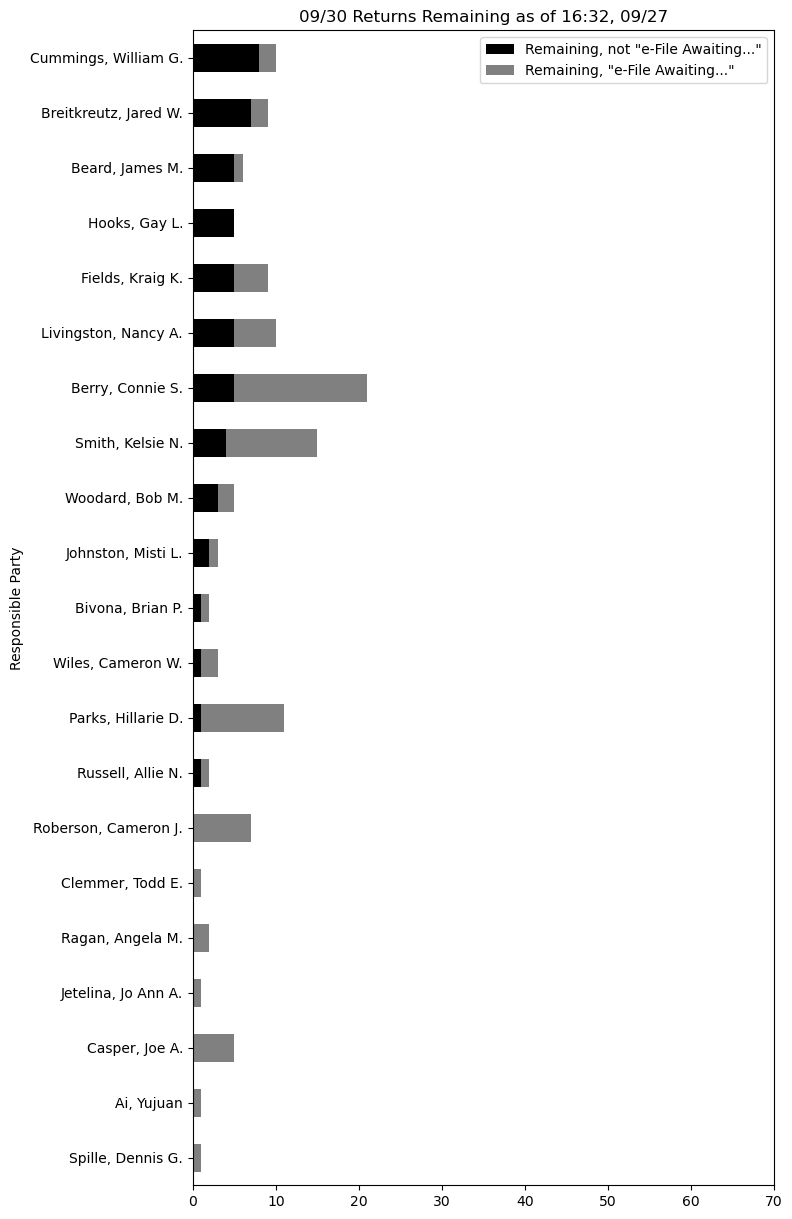 09/30 Returns Remaining as of 16:32, 09/27
Remaining, not "e-File Awaiting..."
Remaining, "e-File Awaiting..."
Responsible Party
Cummings, William G.
Breitkreutz, Jared W.
Beard, James M.
Hooks, Gay L.
Fields, Kraig K.
Livingston, Nancy A.
Berry, Connie S.
Smith, Kelsie N.
Woodard, Bob M.
Johnston, Misti L.
Bivona, Brian P.
Wiles, Cameron W.
Parks, Hillarie D.
Russell, Allie N.
Roberson, Cameron J.
Clemmer, Todd E.
Ragan, Angela M.
Jetelina, Jo Ann A.
Casper, Joe A.
Ai, Yujuan
Spille, Dennis G.
0 10 20 30 40 50 60 70